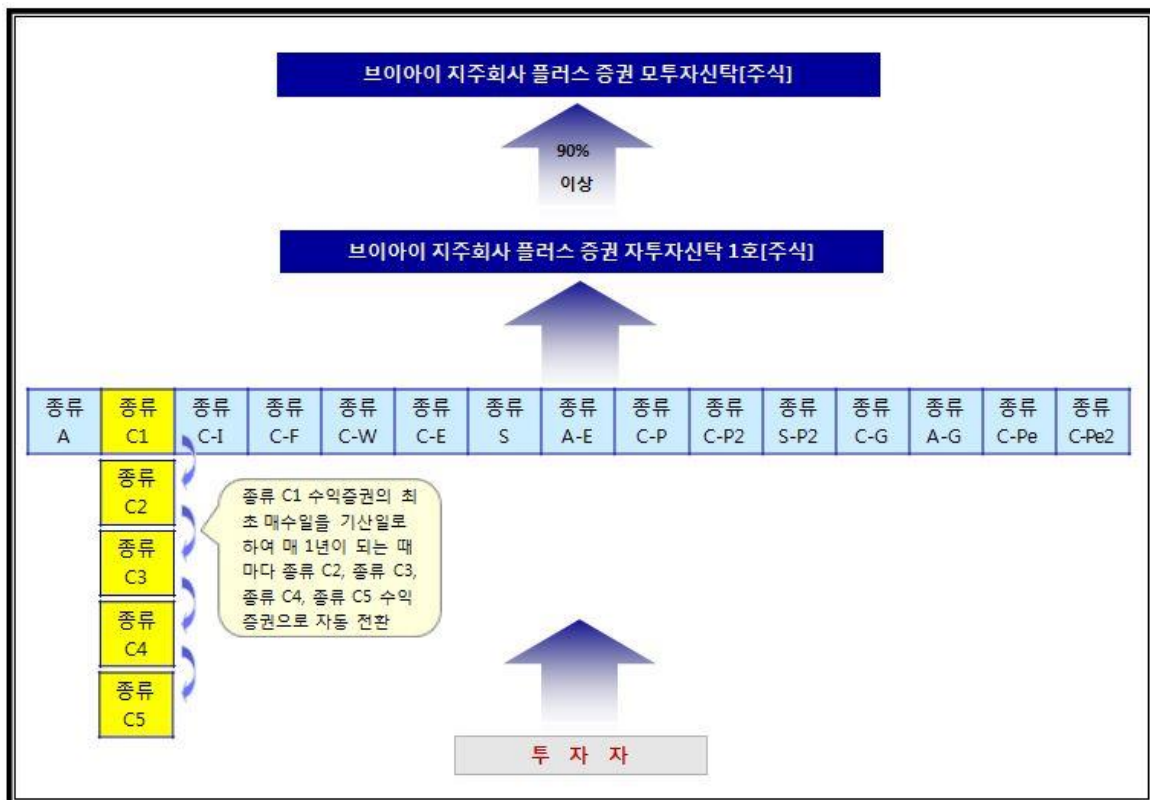 브이아이 지주회사 플러스 증권 모투자신탁[주식]
90%
이상
브이아이 지주회사 플러스 증권 자투자신탁 1호[주식]
종류 종류 종류 종류 종류 종류 종류 종류 종류 종류 종류 종류 종류 종류 종류
A C1 C-I C-F C-W C-E S A-E C-P C-P2 S-P2 C-G A-G C-Pe C-Pe2
종류
C2
종류
C3
종류
C4
종류
C5
종류 C1 수익증권의 최
초 매수일을 기산일로
하여 매 1년이 되는 때
마다 종류 C2, 종류 C3,
종류 C4, 종류 C5 수익
증권으로 자동 전환
투 자 자